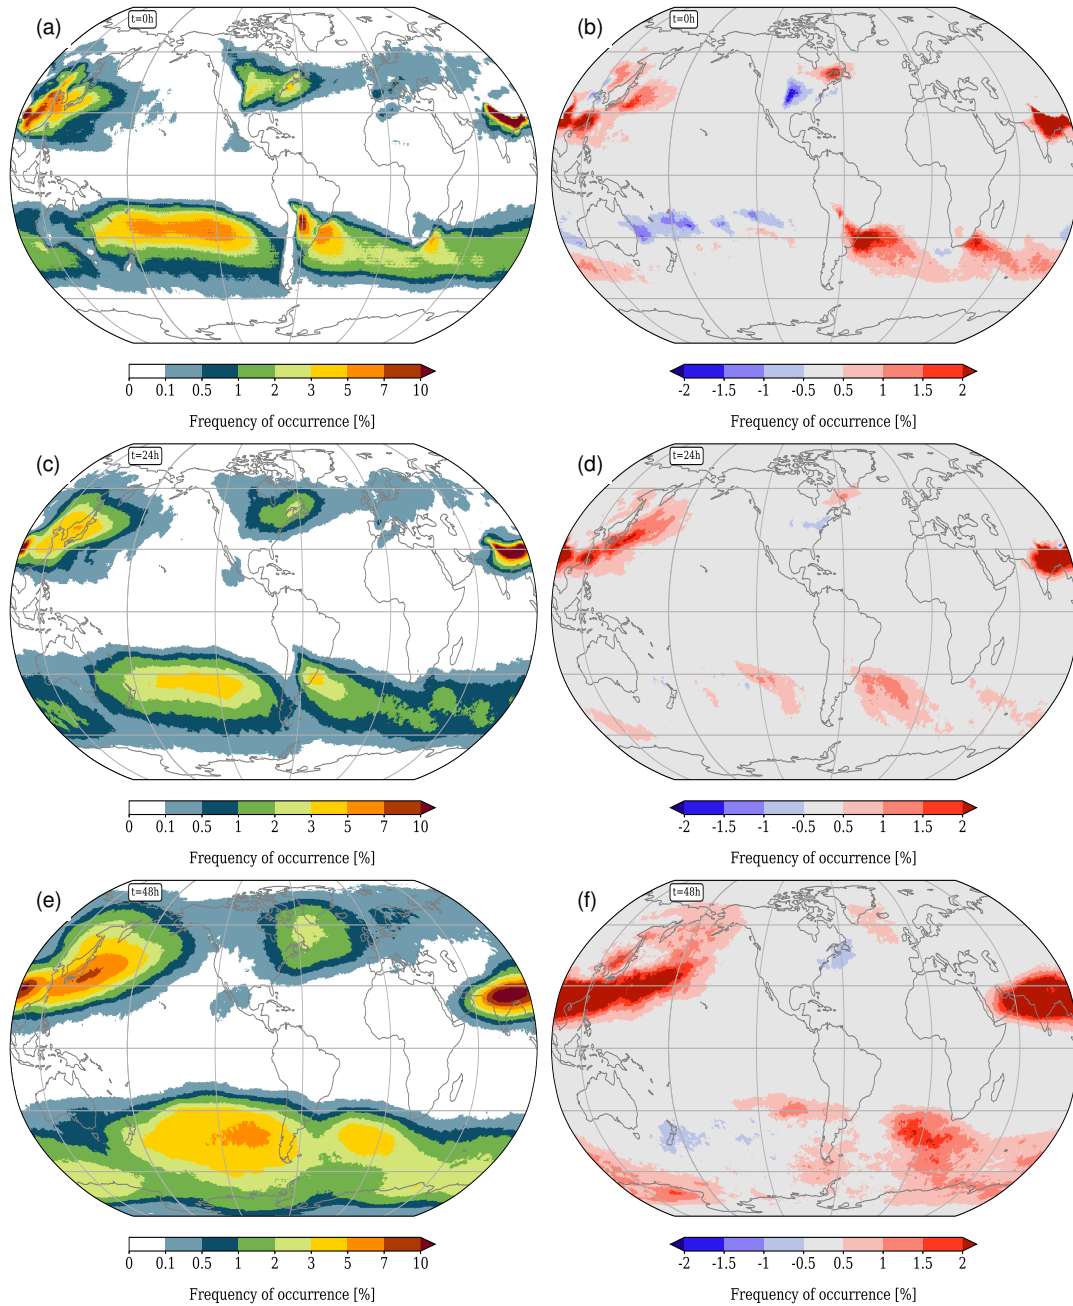 (a) t=0h (b) t=0h
0 0.1 0.5 1 2 3 5 7 10 -2 -1.5 -1 -0.5 0.5 1 1.5 2
Frequency of occurrence [%] Frequency of occurrence [%]
(c) t=24h (d) t=24h
0 0.1 0.5 1 2 3 5 7 10 -2 -1.5 -1 -0.5 0.5 1 1.5 2
Frequency of occurrence [%] Frequency of occurrence [%]
(e) t=48h (f) t=48h
0 0.1 0.5 1 2 3 5 7 10 -2 -1.5 -1 -0.5 0.5 1 1.5 2
Frequency of occurrence [%] Frequency of occurrence [%]